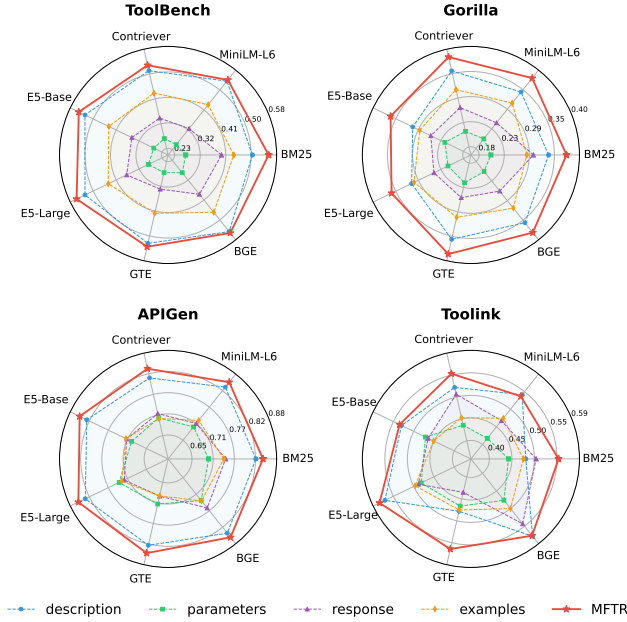 ToolBench
Contriever
MiniLM-L6
E5-Base
0.58
0.50
0.41
0.32
0.23
BM25
E5-Large
GTE
BGE
Gorilla
Contriever
MiniLM-L6
E5-Base
0.40
0.35
0.29
0.23
0.18
BM25
E5-Large
GTE
BGE
APIGen
Contriever
MiniLM-L6
E5-Base
0.88
0.82
0.77
0.71
0.65
BM25
E5-Large
GTE
BGE
Toolink
Contriever
MiniLM-L6
E5-Base
0.59
0.55
0.50
0.45
0.40
BM25
E5-Large
GTE
BGE
description parameters response examples MFTR